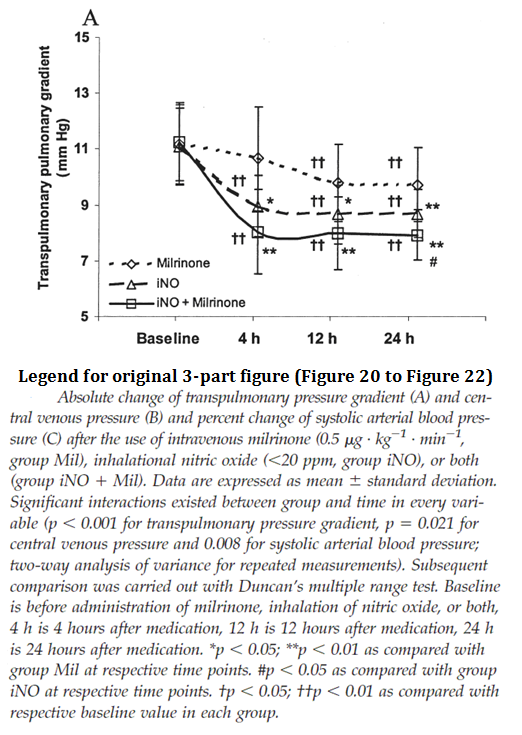 A
15
13
11
9
7
5
Transpulmonary pulmonary gradient
(mm Hg)
††
††
††
††
††
††
††
††
*
*
**
**
**
**
#
Milrinone
iNO
iNO + Milrinone
Baseline 4 h 12 h 24 h
Legend for original 3-part figure (Figure 20 to Figure 22)
Absolute change of transpulmonary pressure gradient (A) and cen-
tral venous pressure (B) and percent change of systolic arterial blood pres-
sure (C) after the use of intravenous milrinone (0.5 μg · kg⁻¹ · min⁻¹,
group Mil), inhalational nitric oxide (<20 ppm, group iNO), or both
(group iNO + Mil). Data are expressed as mean ± standard deviation.
Significant interactions existed between group and time in every vari-
able (p < 0.001 for transpulmonary pressure gradient, p = 0.021 for
central venous pressure and 0.008 for systolic arterial blood pressure;
two-way analysis of variance for repeated measurements). Subsequent
comparison was carried out with Duncan's multiple range test. Baseline
is before administration of milrinone, inhalation of nitric oxide, or both,
4 h is 4 hours after medication, 12 h is 12 hours after medication, 24 h
is 24 hours after medication. *p < 0.05; **p < 0.01 as compared with
group Mil at respective time points. #p < 0.05 as compared with group
iNO at respective time points. †p < 0.05; ††p < 0.01 as compared with
respective baseline value in each group.